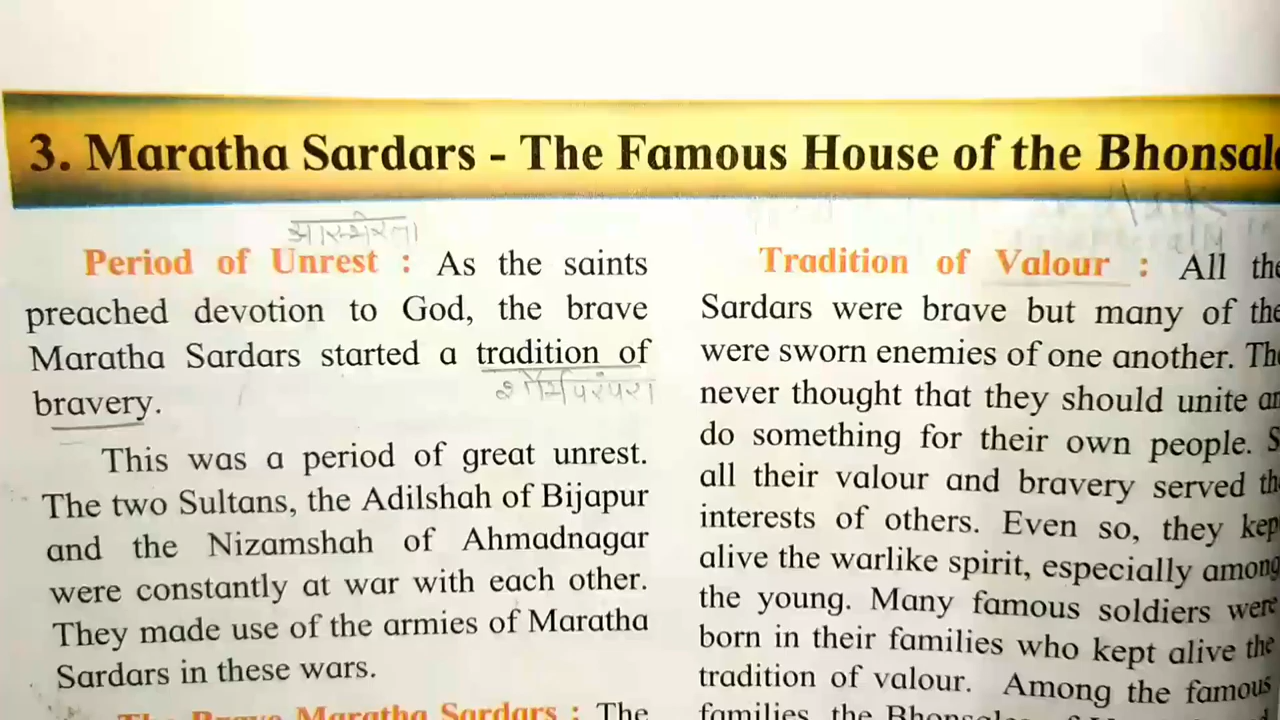 3. Maratha Sardars - The Famous House of the Bhonsal
Period of Unrest : As the saints
preached devotion to God, the brave
Maratha Sardars started a tradition of
शौर्यपरंपरा
bravery.
This was a period of great unrest.
The two Sultans, the Adilshah of Bijapur
and the Nizamshah of Ahmadnagar
were constantly at war with each other.
They made use of the armies of Maratha
Sardars in these wars.
The Brave Maratha Sardars : The
Tradition of Valour : All the
Sardars were brave but many of the
were sworn enemies of one another. The
never thought that they should unite an
do something for their own people. S
all their valour and bravery served the
interests of others. Even so, they kep
alive the warlike spirit, especially among
the young. Many famous soldiers were
born in their families who kept alive the
tradition of valour. Among the famous
families, the Bhonsales of